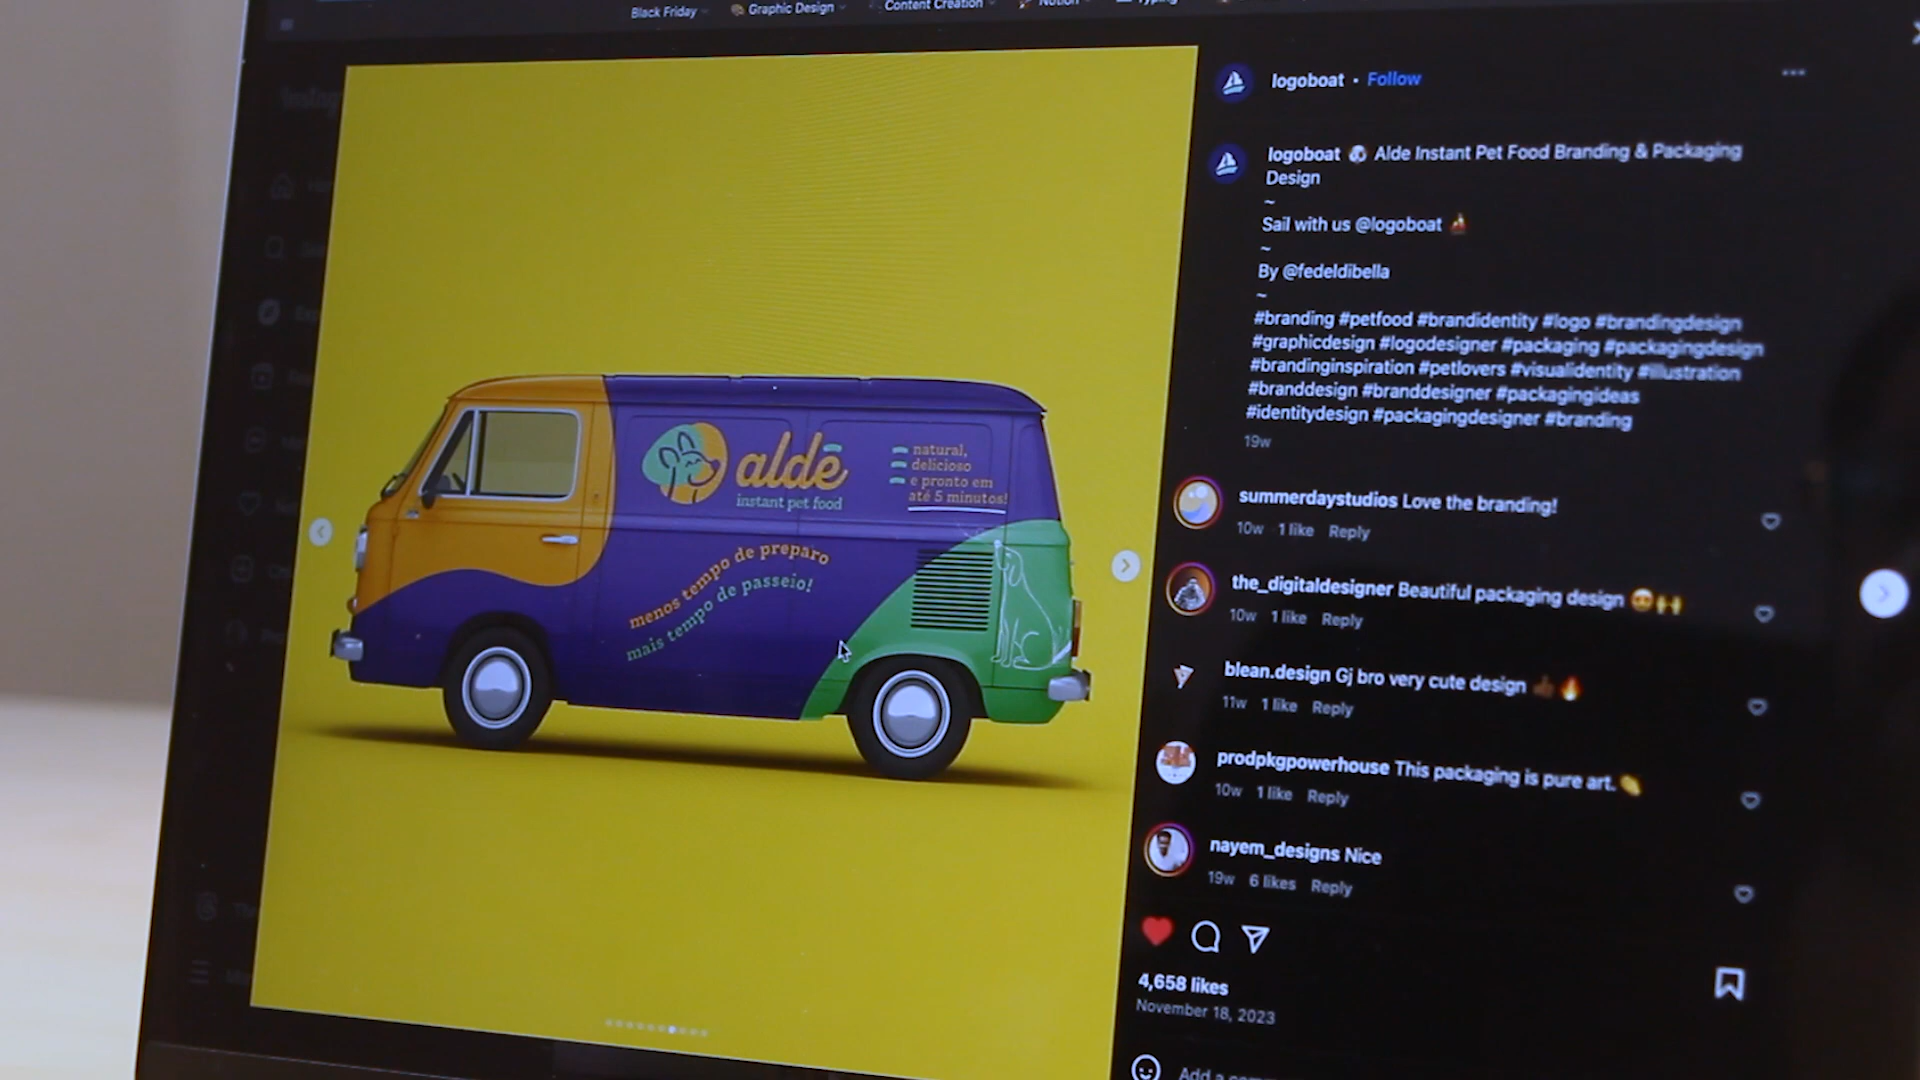 Black Friday
Graphic Design
Content Creation
Notion
Typing
Instag
logoboat • Follow
logoboat Alde Instant Pet Food Branding & Packaging
Design
~
Sail with us @logoboat
~
By @fedeldibella
~
#branding #petfood #brandidentity #logo #brandingdesign
#graphicdesign #logodesigner #packaging #packagingdesign
#brandinginspiration #petlovers #visualidentity #illustration
#branddesign #branddesigner #packagingideas
#identitydesign #packagingdesigner #branding
19w
alde
instant pet food
natural,
delicioso
e pronto em
até 5 minutos!
menos tempo de preparo
mais tempo de passeio!
summerdaystudios Love the branding!
10w 1 like Reply
the_digitaldesigner Beautiful packaging design 😍🙌
10w 1 like Reply
blean.design Gj bro very cute design 👍🏾🔥
11w 1 like Reply
prodpkgpowerhouse This packaging is pure art.👏
10w 1 like Reply
nayem_designs Nice
19w 6 likes Reply
4,658 likes
November 18, 2023
Add a